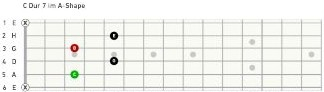 C Dur 7 im A-Shape
1 E X
2 H F
3 G B
4 D G
5 A C
6 E X